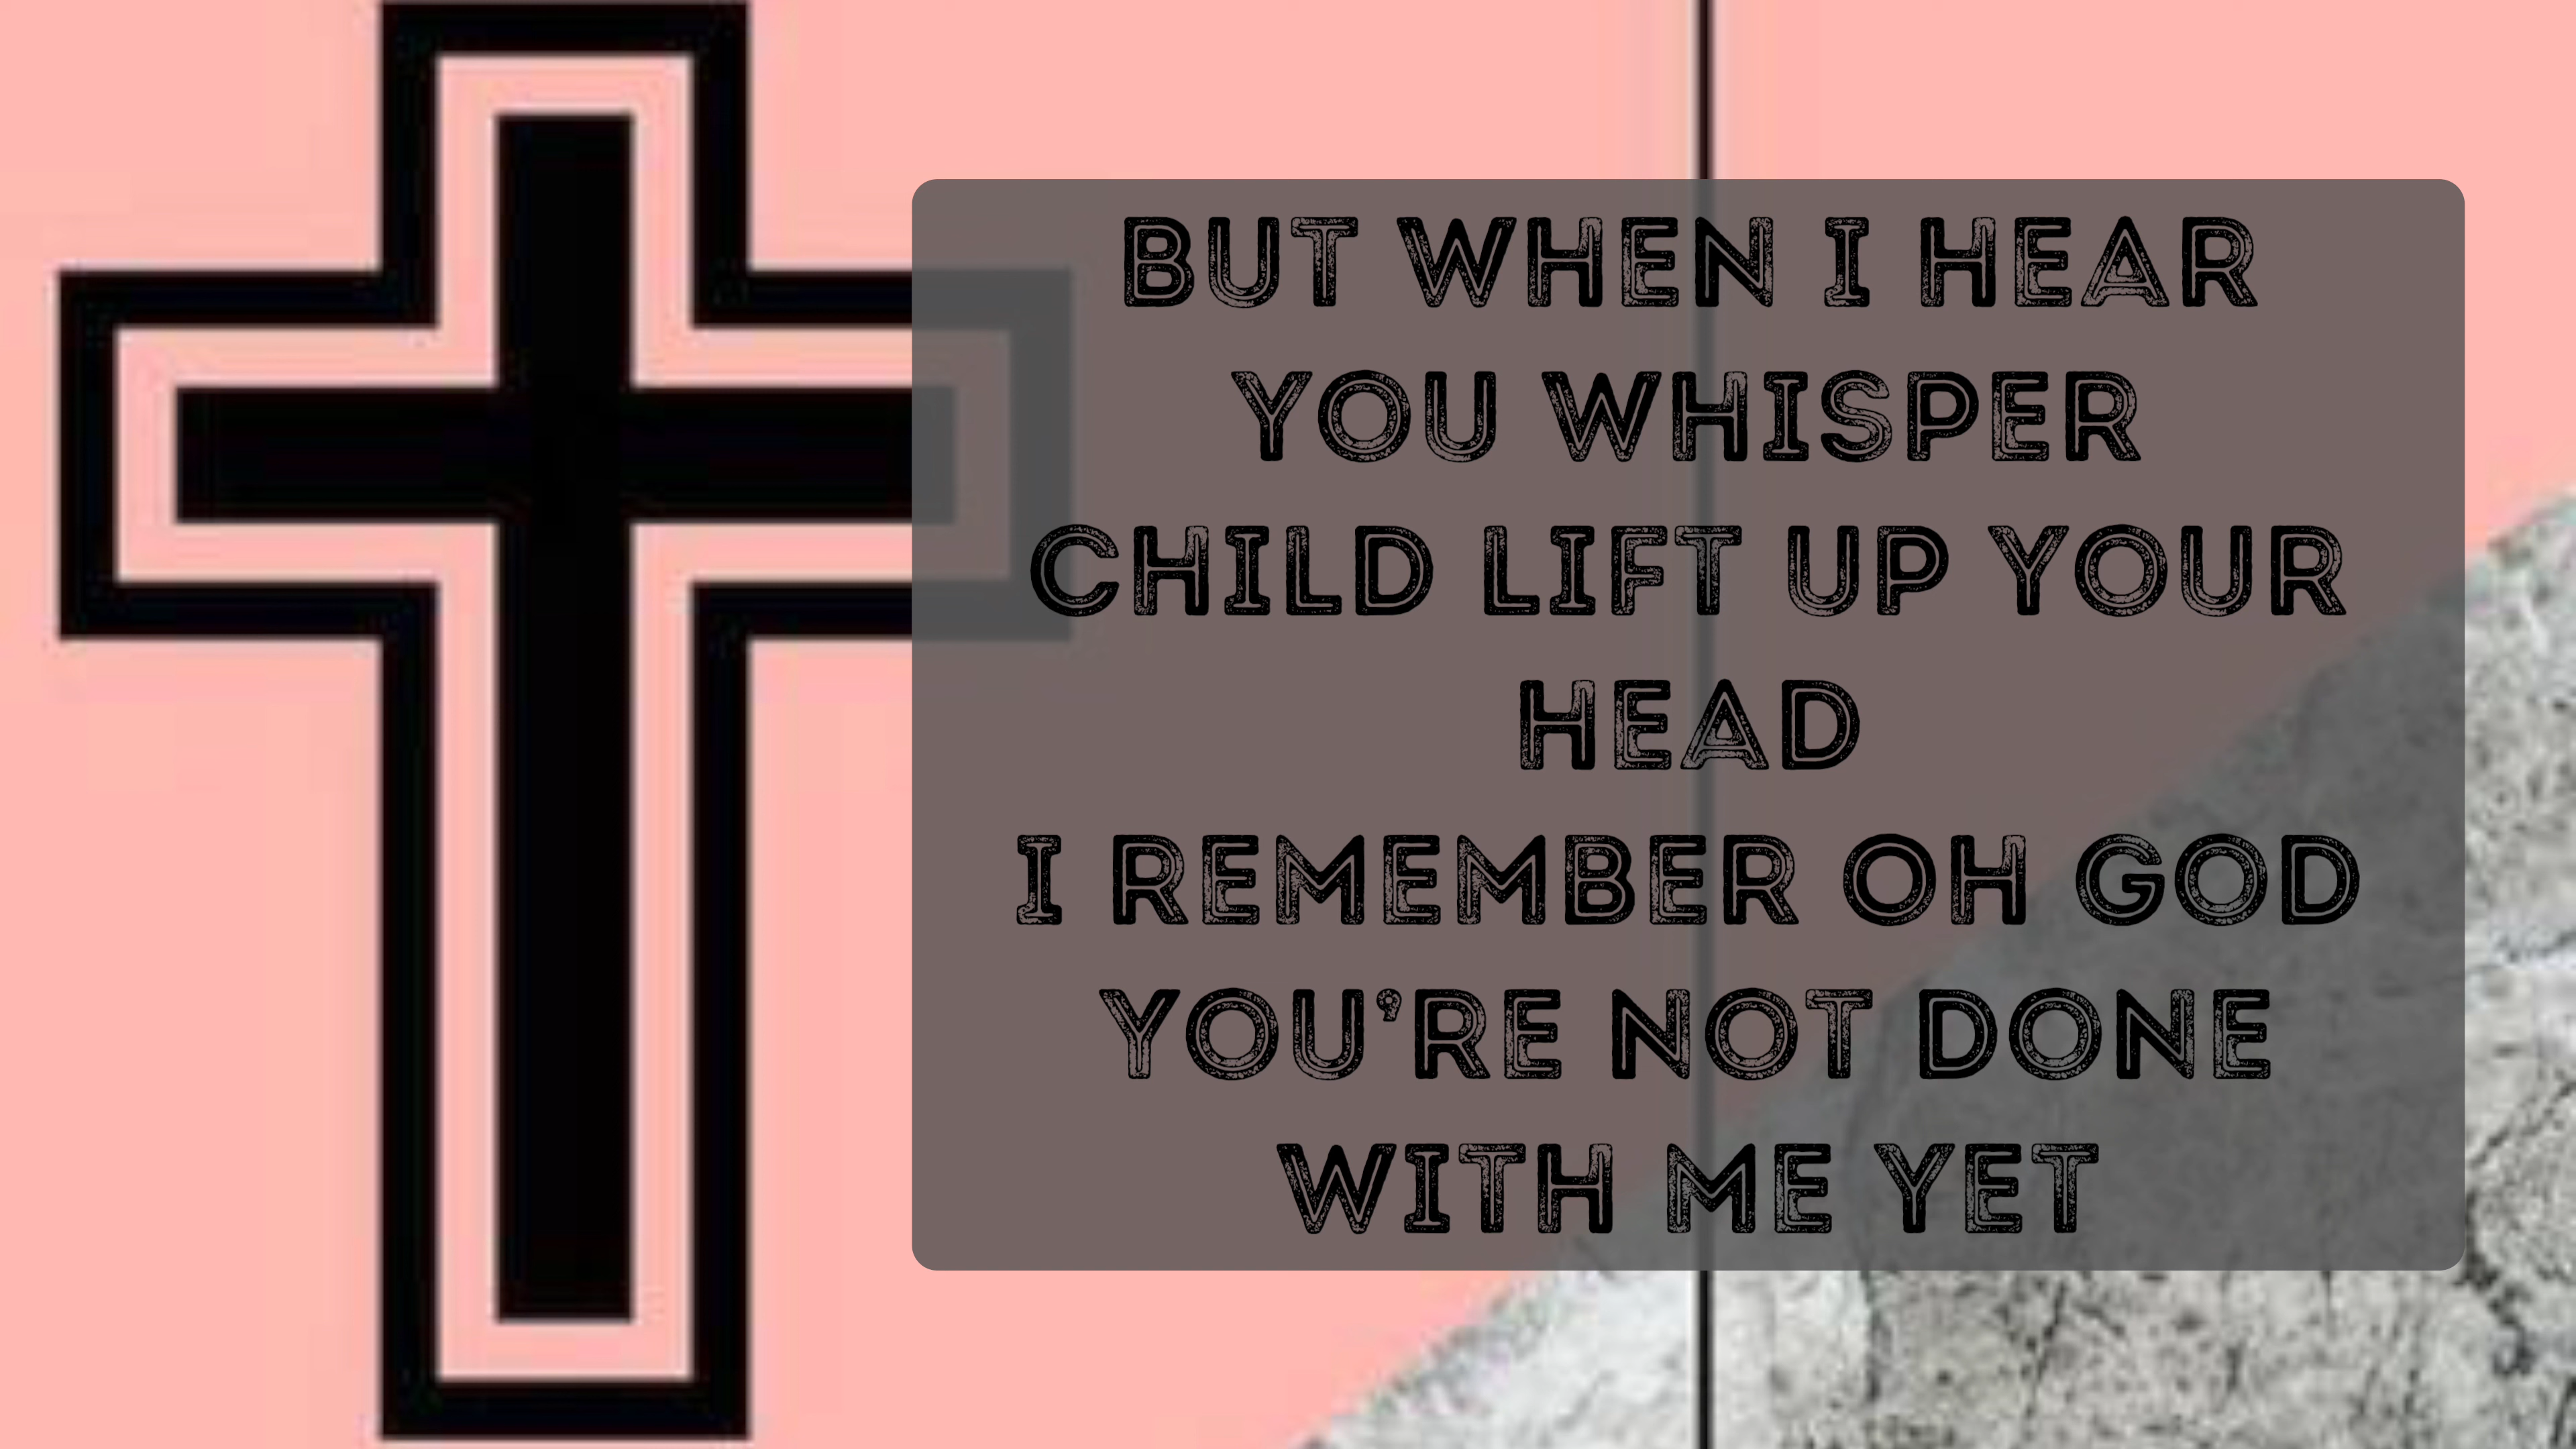 BUT WHEN I HEAR
YOU WHISPER
CHILD LIFT UP YOUR
HEAD
I REMEMBER OH GOD
YOU'RE NOT DONE
WITH ME YET